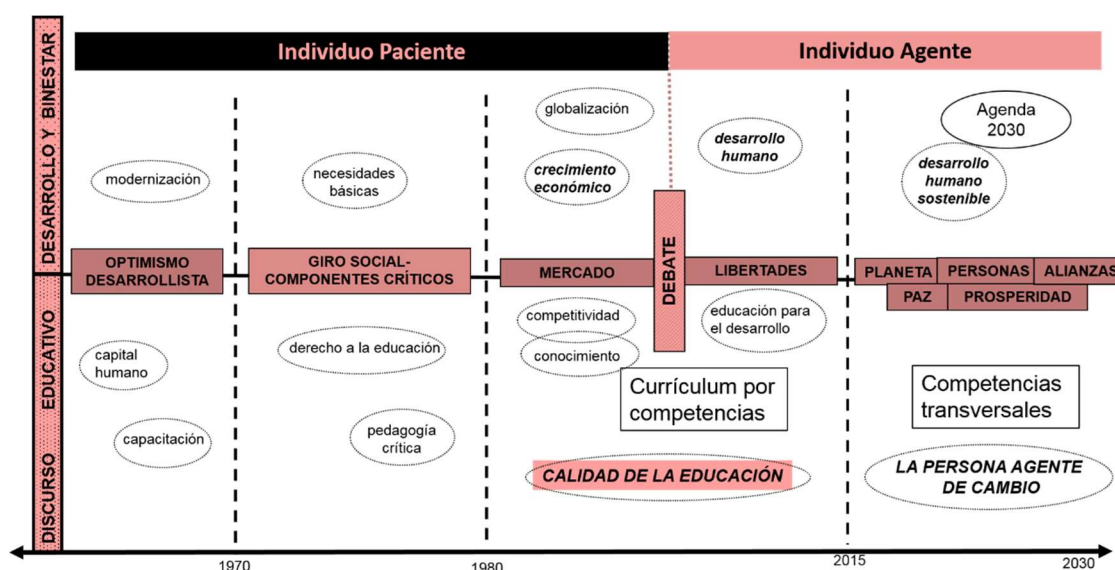 DESARROLLO Y BINESTAR
Individuo Paciente
Individuo Agente
modernización
necesidades
básicas
globalización
crecimiento
económico
desarrollo
humano
Agenda
2030
desarrollo
humano
sostenible
OPTIMISMO
DESARROLLISTA
GIRO SOCIAL-
COMPONENTES CRÍTICOS
MERCADO
DEBATE
LIBERTADES
PLANETA
PERSONAS
ALIANZAS
PAZ
PROSPERIDAD
DISCURSO EDUCATIVO
capital
humano
capacitación
derecho a la educación
pedagogía
crítica
competitividad
conocimiento
educación para
el desarrollo
Currículum por
competencias
Competencias
transversales
CALIDAD DE LA EDUCACIÓN
LA PERSONA AGENTE
DE CAMBIO
1970
1980
2015
2030